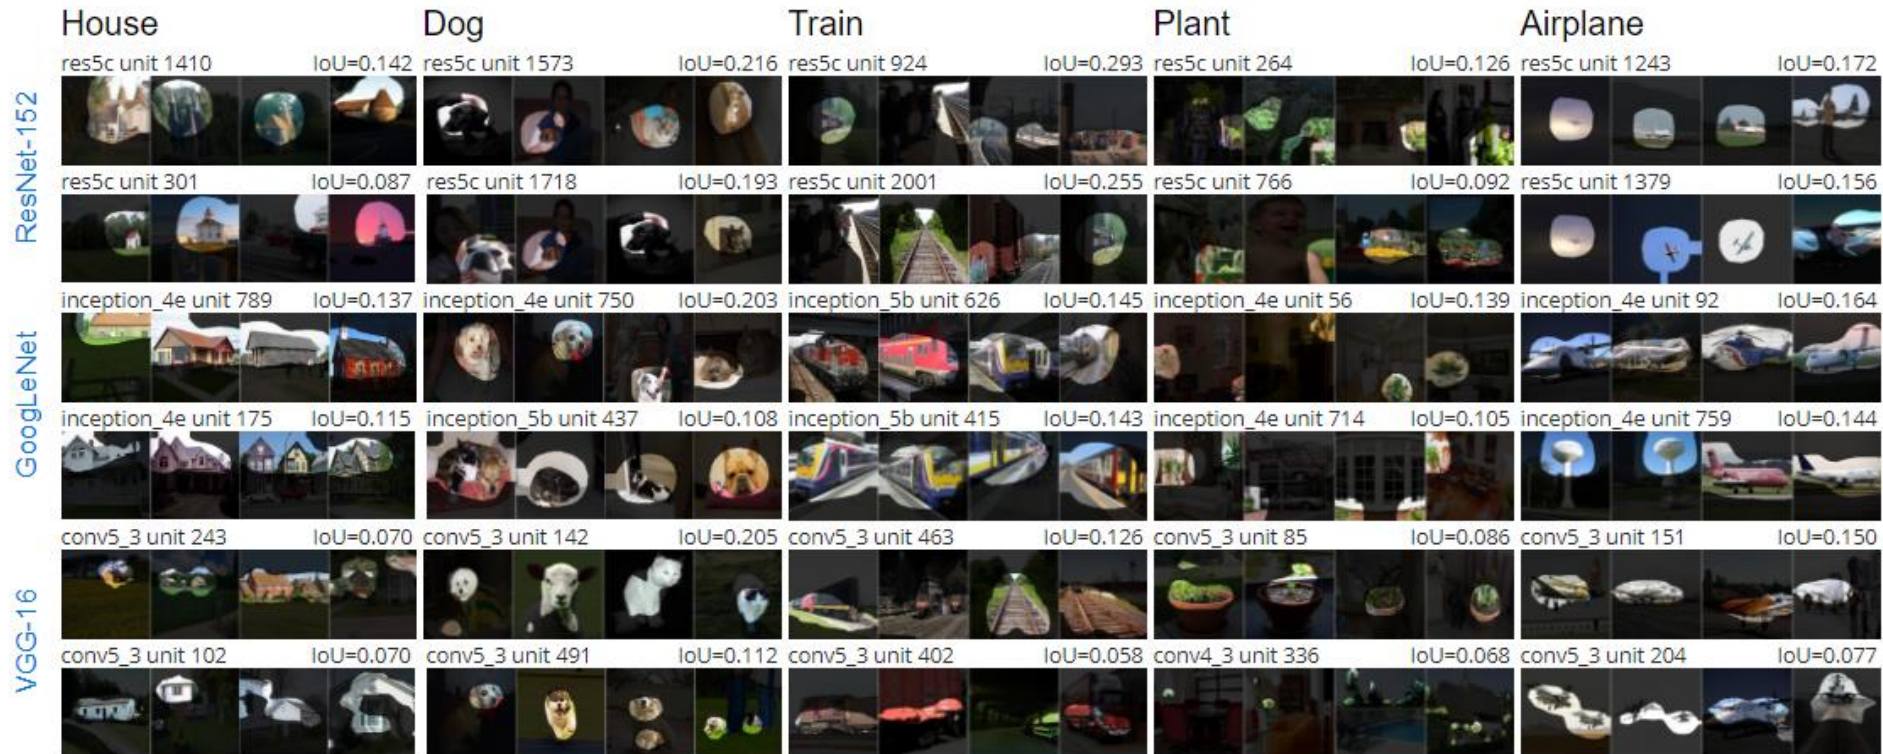 House Dog Train Plant Airplane
ResNet-152
res5c unit 1410 IoU=0.142 res5c unit 1573 IoU=0.216 res5c unit 924 IoU=0.293 res5c unit 264 IoU=0.126 res5c unit 1243 IoU=0.172
res5c unit 301 IoU=0.087 res5c unit 1718 IoU=0.193 res5c unit 2001 IoU=0.255 res5c unit 766 IoU=0.092 res5c unit 1379 IoU=0.156
GoogLeNet
inception_4e unit 789 IoU=0.137 inception_4e unit 750 IoU=0.203 inception_5b unit 626 IoU=0.145 inception_4e unit 56 IoU=0.139 inception_4e unit 92 IoU=0.164
inception_4e unit 175 IoU=0.115 inception_5b unit 437 IoU=0.108 inception_5b unit 415 IoU=0.143 inception_4e unit 714 IoU=0.105 inception_4e unit 759 IoU=0.144
VGG-16
conv5_3 unit 243 IoU=0.070 conv5_3 unit 142 IoU=0.205 conv5_3 unit 463 IoU=0.126 conv5_3 unit 85 IoU=0.086 conv5_3 unit 151 IoU=0.150
conv5_3 unit 102 IoU=0.070 conv5_3 unit 491 IoU=0.112 conv5_3 unit 402 IoU=0.058 conv4_3 unit 336 IoU=0.068 conv5_3 unit 204 IoU=0.077